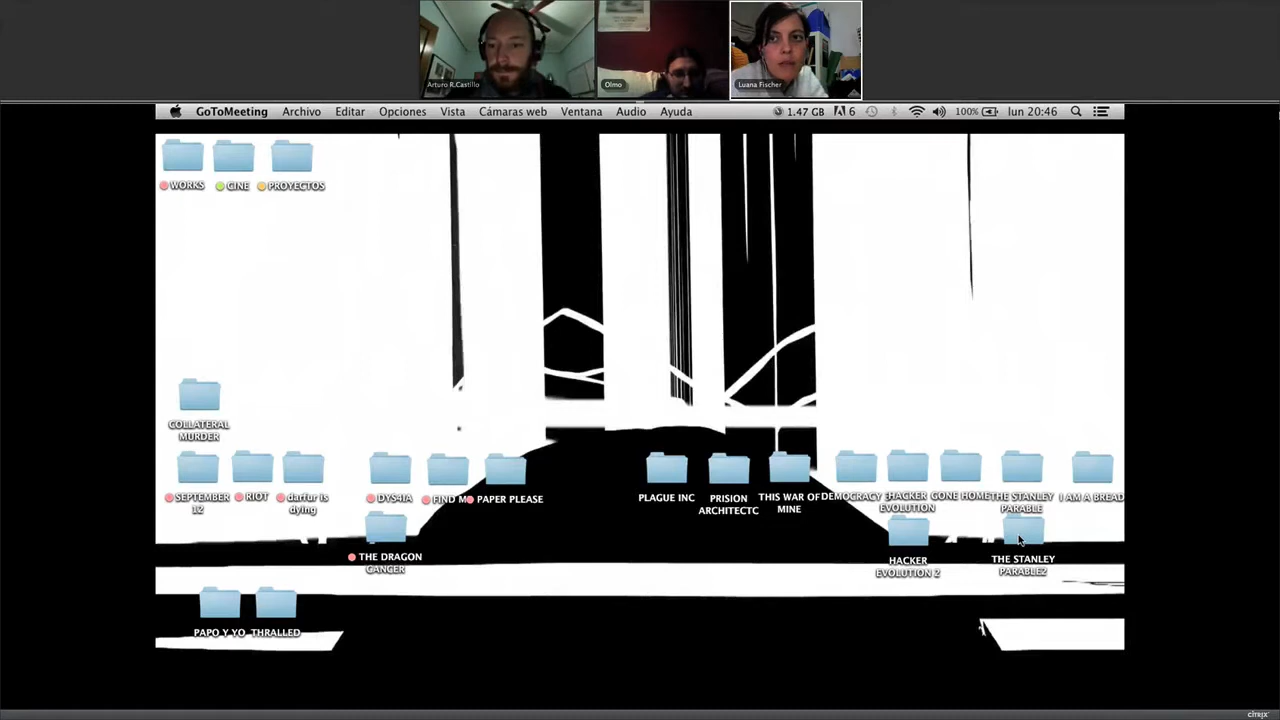 Arturo R.Castillo
Olmo
Luana Fischer
GoToMeeting Archivo Editar Opciones Vista Cámaras web Ventana Audio Ayuda 1.47 GB 6 100% lun 20:46
WORKS CINE PROYECTOS
COLLATERAL
MURDER
SEPTEMBER
12
RIOT
darfur is
dying
DYS4IA
FIND M
PAPER PLEASE
PLAGUE INC
PRISION
ARCHITECTC
THIS WAR OF
MINE
DEMOCRACY
HACKER
EVOLUTION
GONE HOME
THE STANLEY
PARABLE
I AM A BREAD
THE DRAGON
CANCER
HACKER
EVOLUTION 2
THE STANLEY
PARABLE2
PAPO Y YO THRALLED
CITRIX